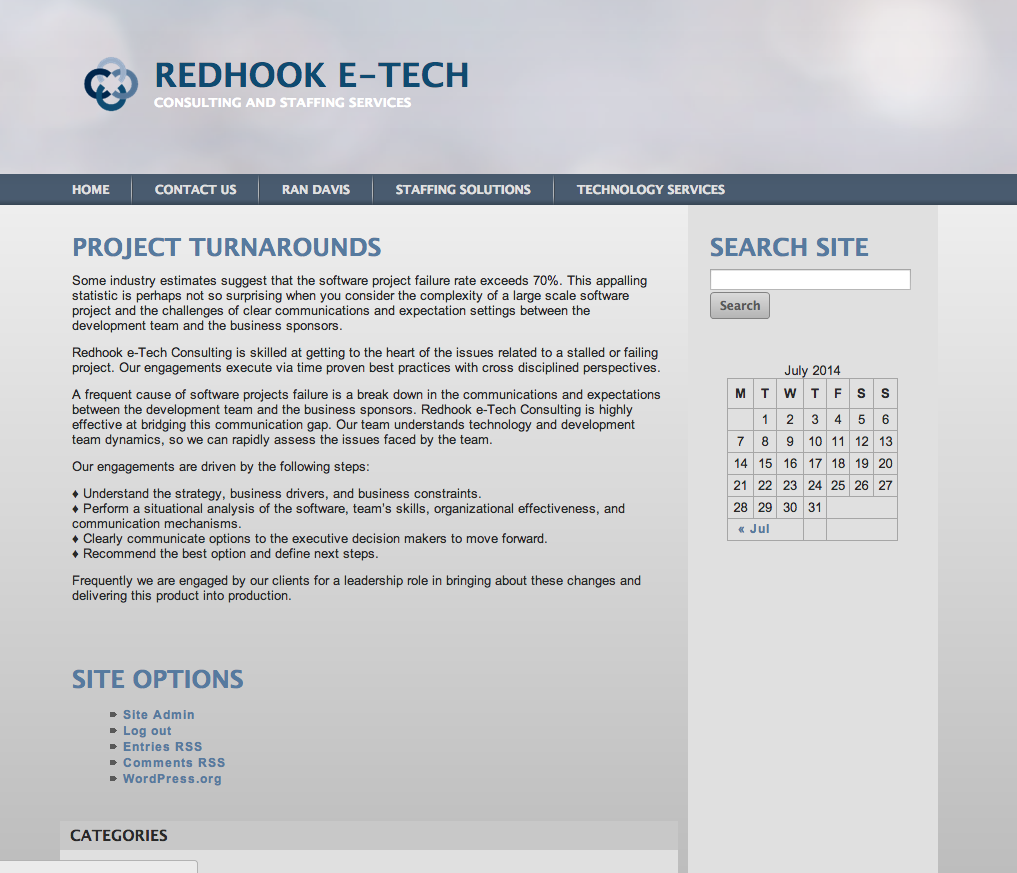 REDHOOK E-TECH
CONSULTING AND STAFFING SERVICES
HOME CONTACT US RAN DAVIS STAFFING SOLUTIONS TECHNOLOGY SERVICES
PROJECT TURNAROUNDS
Some industry estimates suggest that the software project failure rate exceeds 70%. This appalling
statistic is perhaps not so surprising when you consider the complexity of a large scale software
project and the challenges of clear communications and expectation settings between the
development team and the business sponsors.
Redhook e-Tech Consulting is skilled at getting to the heart of the issues related to a stalled or failing
project. Our engagements execute via time proven best practices with cross disciplined perspectives.
A frequent cause of software projects failure is a break down in the communications and expectations
between the development team and the business sponsors. Redhook e-Tech Consulting is highly
effective at bridging this communication gap. Our team understands technology and development
team dynamics, so we can rapidly assess the issues faced by the team.
Our engagements are driven by the following steps:
♦ Understand the strategy, business drivers, and business constraints.
♦ Perform a situational analysis of the software, team's skills, organizational effectiveness, and
communication mechanisms.
♦ Clearly communicate options to the executive decision makers to move forward.
♦ Recommend the best option and define next steps.
Frequently we are engaged by our clients for a leadership role in bringing about these changes and
delivering this product into production.
SITE OPTIONS
Site Admin
Log out
Entries RSS
Comments RSS
WordPress.org
CATEGORIES
SEARCH SITE
Search
July 2014
M T W T F S S
1 2 3 4 5 6
7 8 9 10 11 12 13
14 15 16 17 18 19 20
21 22 23 24 25 26 27
28 29 30 31
« Jul